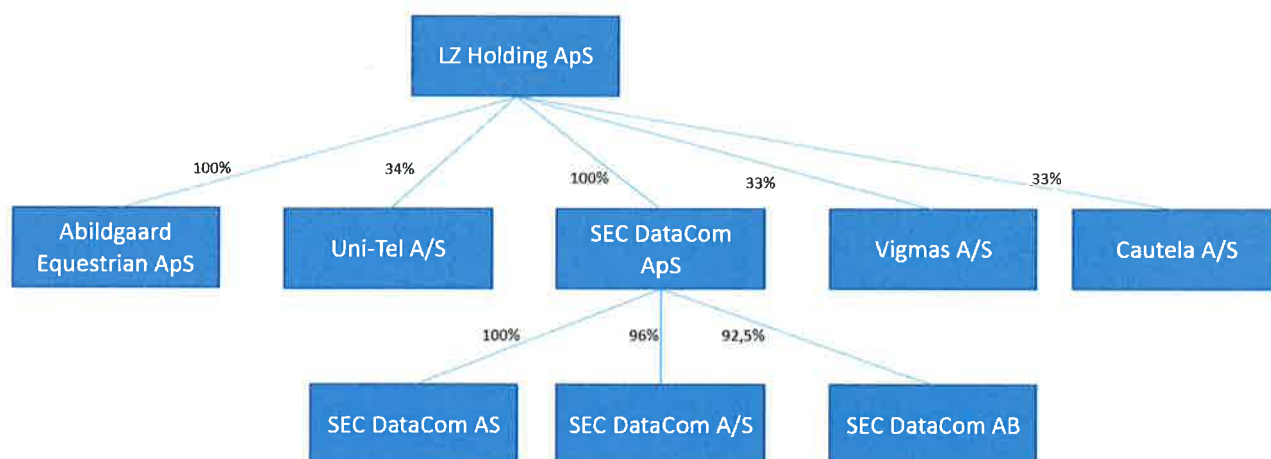 LZ Holding ApS
100%
34%
100%
33%
33%
Abildgaard
Equestrian ApS
Uni-Tel A/S
SEC DataCom
ApS
Vigmas A/S
Cautela A/S
100%
96%
92,5%
SEC DataCom AS
SEC DataCom A/S
SEC DataCom AB